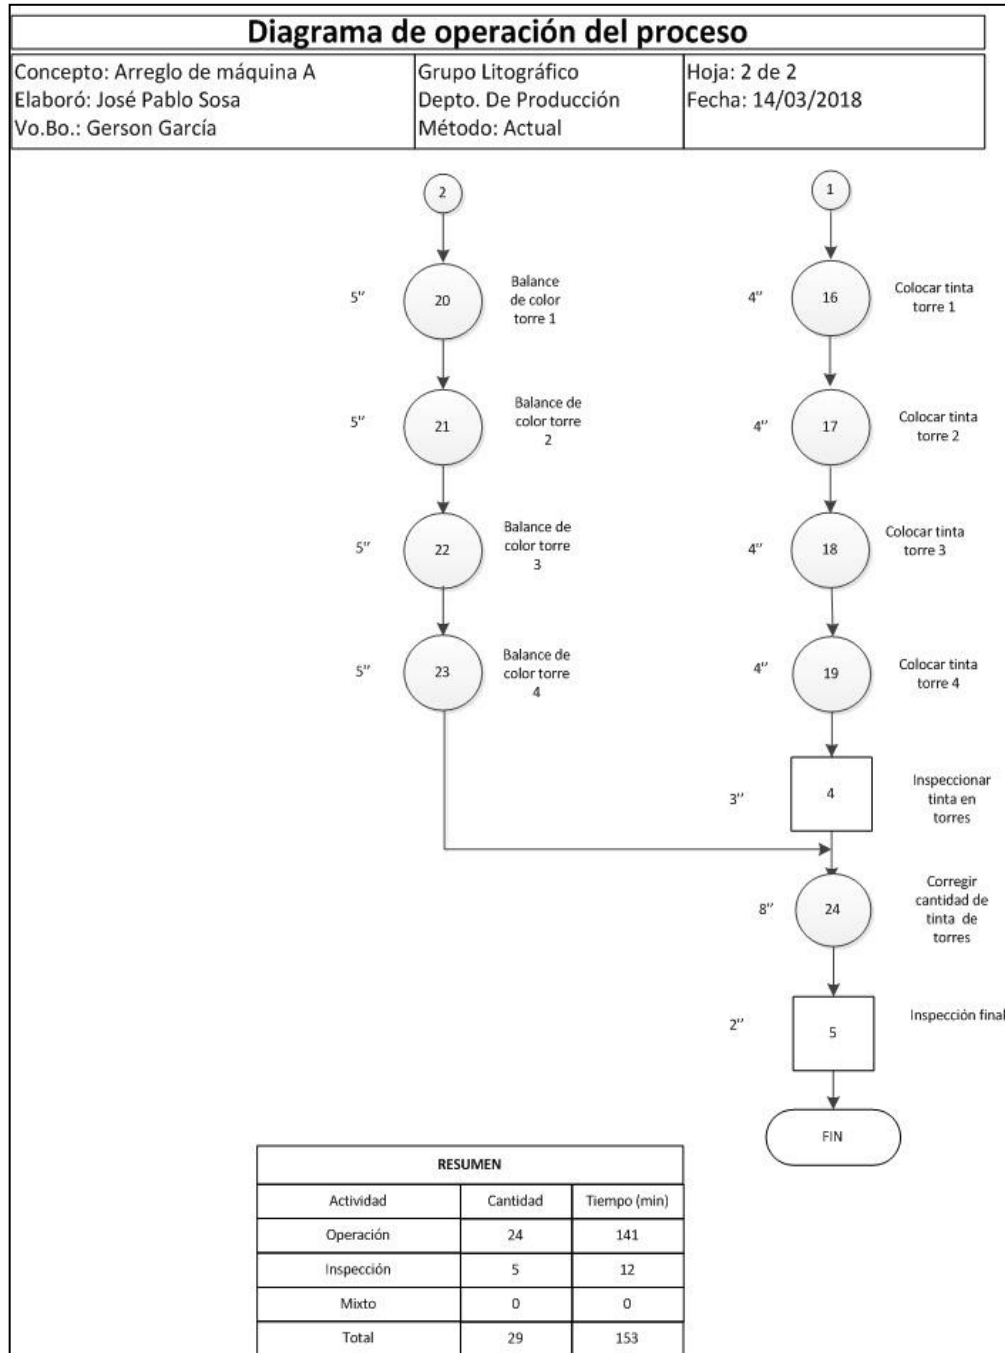 Diagrama de operación del proceso
Concepto: Arreglo de máquina A
Elaboró: José Pablo Sosa
Vo.Bo.: Gerson García
Grupo Litográfico
Depto. De Producción
Método: Actual
Hoja: 2 de 2
Fecha: 14/03/2018
2
5''
20
Balance
de color
torre 1
5''
21
Balance de
color torre
2
5''
22
Balance de
color torre
3
5''
23
Balance de
color torre
4
1
4''
16
Colocar tinta
torre 1
4''
17
Colocar tinta
torre 2
4''
18
Colocar tinta
torre 3
4''
19
Colocar tinta
torre 4
3''
4
Inspeccionar
tinta en
torres
8''
24
Corregir
cantidad de
tinta de
torres
2''
5
Inspección final
FIN
RESUMEN
Actividad Cantidad Tiempo (min)
Operación 24 141
Inspección 5 12
Mixto 0 0
Total 29 153